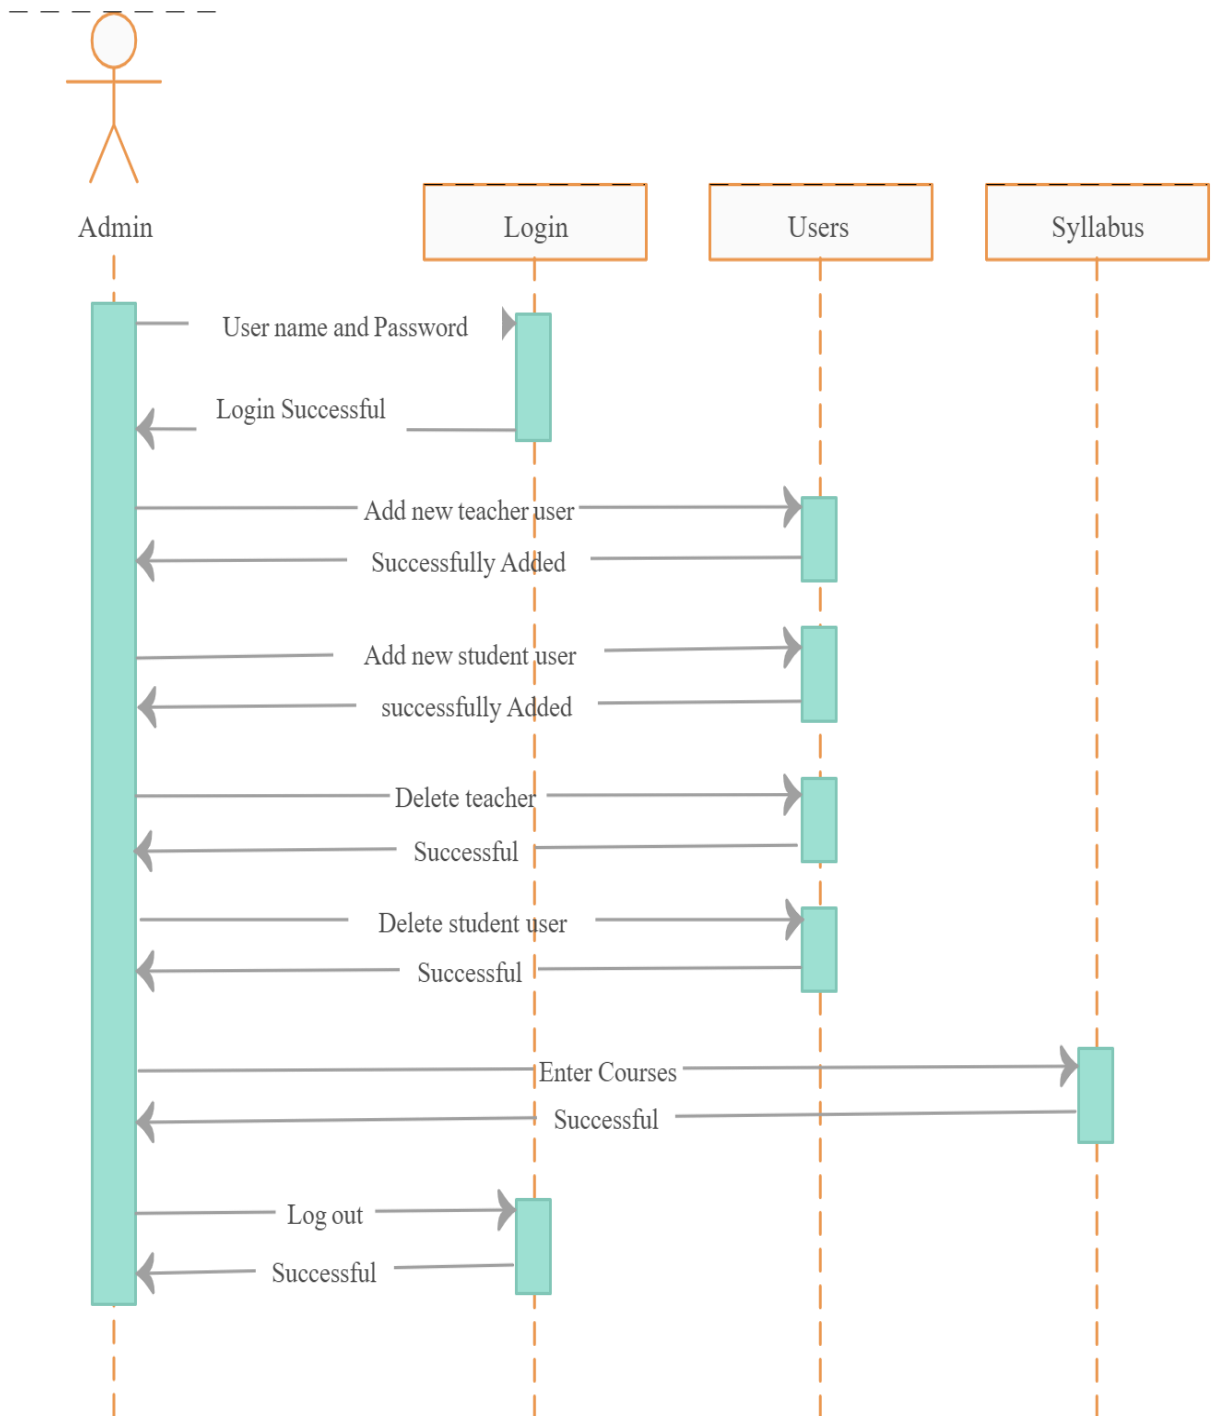 Admin
Login
Users
Syllabus
User name and Password
Login Successful
Add new teacher user
Successfully Added
Add new student user
successfully Added
Delete teacher
Successful
Delete student user
Successful
Enter Courses
Successful
Log out
Successful